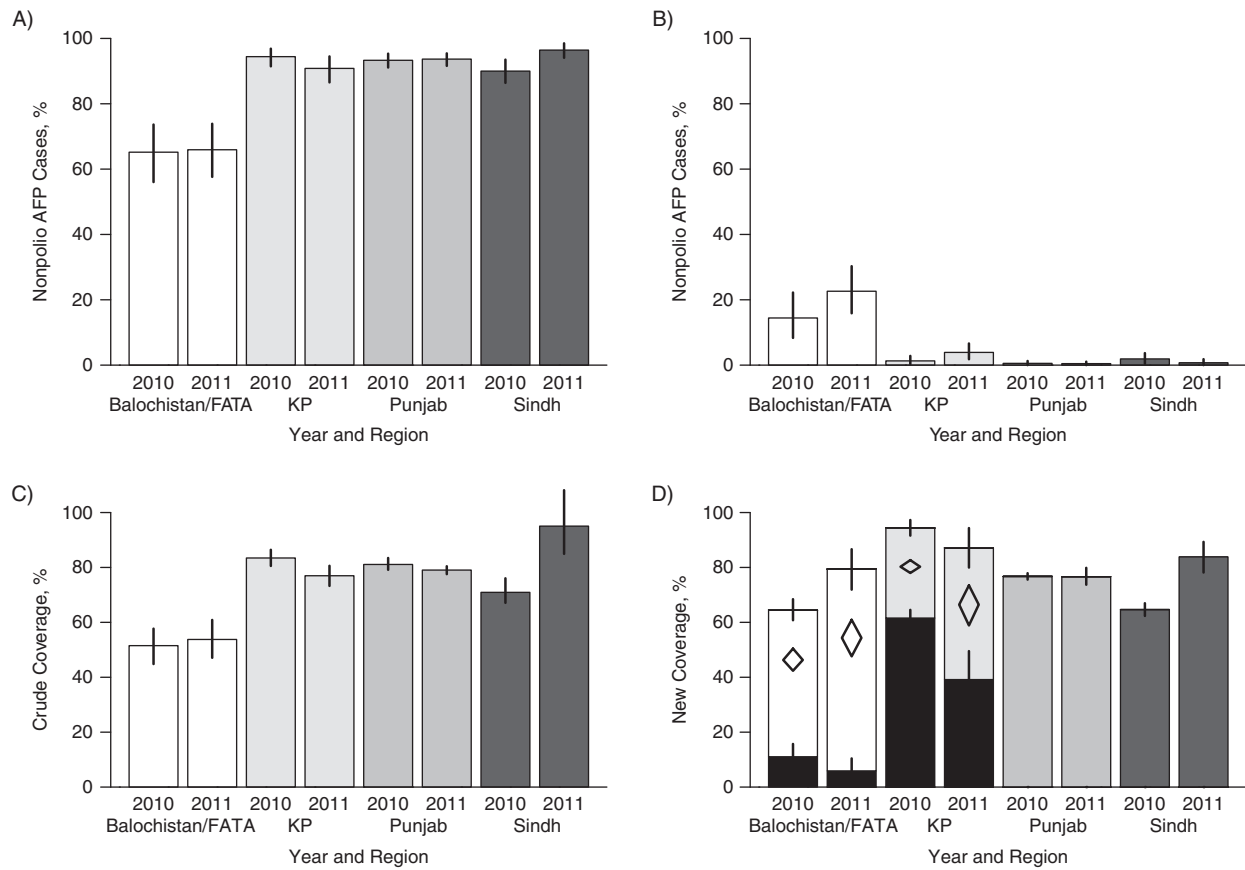 A)
Nonpolio AFP Cases, %
100
80
60
40
20
0
2010 2011 2010 2011 2010 2011 2010 2011
Balochistan/FATA KP Punjab Sindh
Year and Region
B)
Nonpolio AFP Cases, %
100
80
60
40
20
0
2010 2011 2010 2011 2010 2011 2010 2011
Balochistan/FATA KP Punjab Sindh
Year and Region
C)
Crude Coverage, %
100
80
60
40
20
0
2010 2011 2010 2011 2010 2011 2010 2011
Balochistan/FATA KP Punjab Sindh
Year and Region
D)
New Coverage, %
100
80
60
40
20
0
2010 2011 2010 2011 2010 2011 2010 2011
Balochistan/FATA KP Punjab Sindh
Year and Region